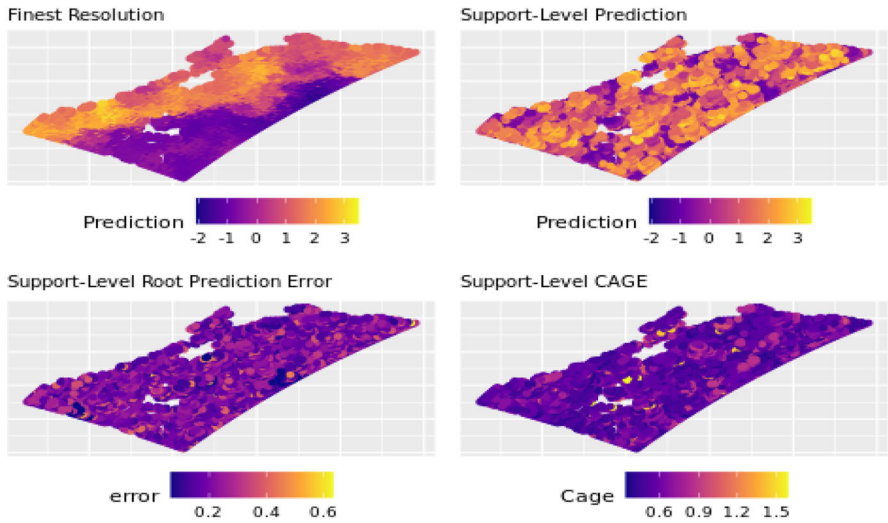 Finest Resolution
Support-Level Prediction
Prediction
-2 -1 0 1 2 3
Prediction
-2 -1 0 1 2 3
Support-Level Root Prediction Error
Support-Level CAGE
error
0.2 0.4 0.6
Cage
0.6 0.9 1.2 1.5